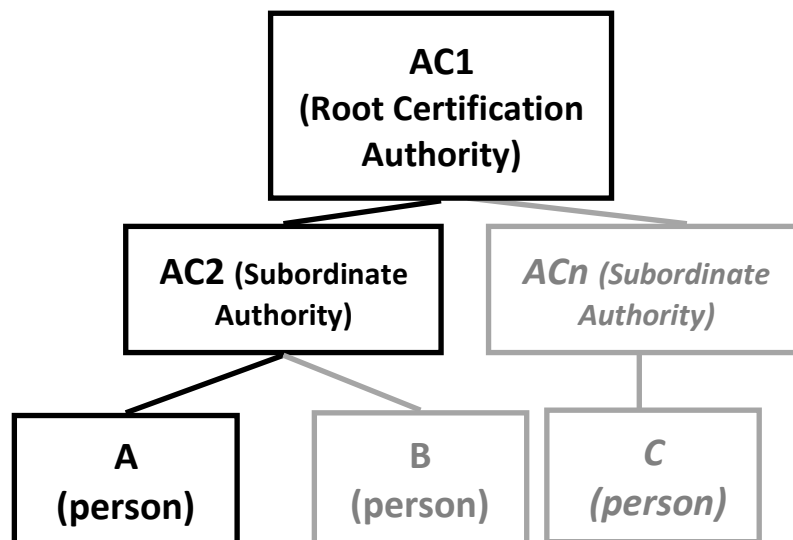 AC1
(Root Certification
Authority)
AC2 (Subordinate
Authority)
ACn (Subordinate
Authority)
A
(person)
B
(person)
C
(person)